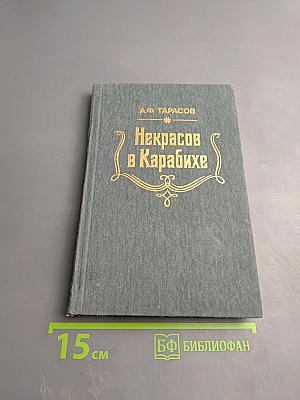 А.Ф. ТАРАСОВ
Некрасов
в Карабихе
15 см
БФ БИБЛИОФАН